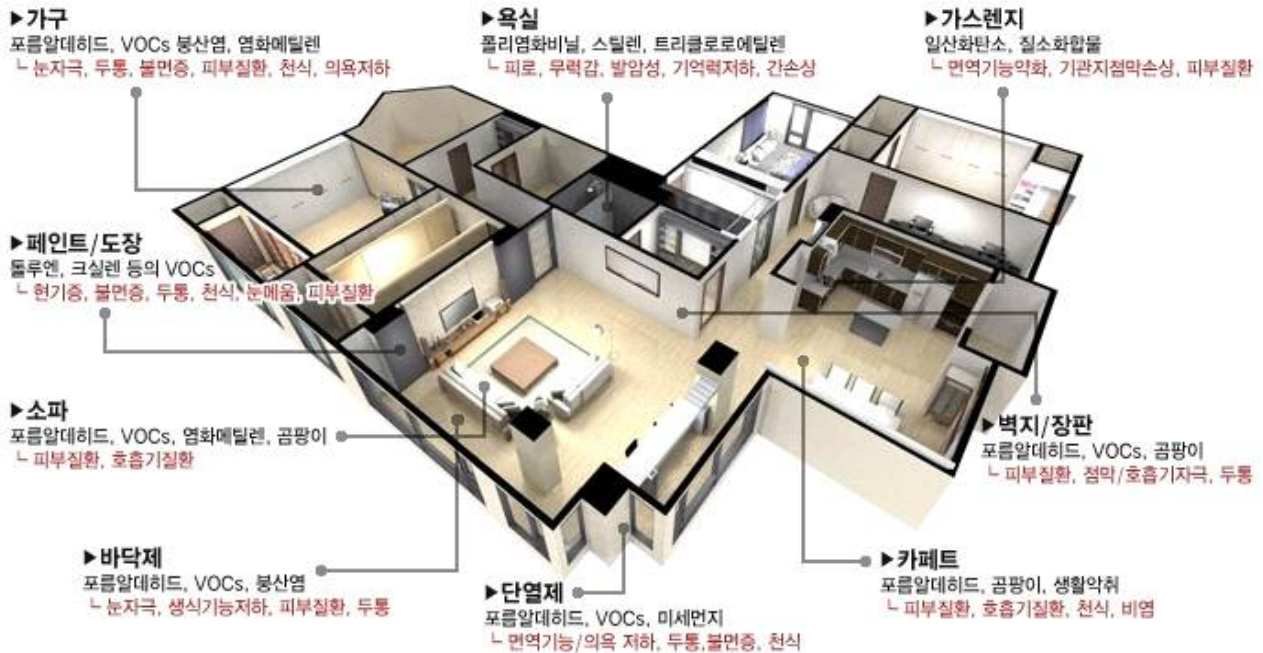 ▶가구
포름알데히드, VOCs 붕산염, 염화메틸렌
└ 눈자극, 두통, 불면증, 피부질환, 천식, 의욕저하
▶욕실
폴리염화비닐, 스틸렌, 트리클로로에틸렌
└ 피로, 무력감, 발암성, 기억력저하, 간손상
▶가스렌지
일산화탄소, 질소화합물
└ 면역기능약화, 기관지점막손상, 피부질환
▶페인트/도장
톨루엔, 크실렌 등의 VOCs
└ 현기증, 불면증, 두통, 천식, 눈메움, 피부질환
▶소파
포름알데히드, VOCs, 염화메틸렌, 곰팡이
└ 피부질환, 호흡기질환
▶벽지/장판
포름알데히드, VOCs, 곰팡이
└ 피부질환, 점막/호흡기자극, 두통
▶바닥제
포름알데히드, VOCs, 붕산염
└ 눈자극, 생식기능저하, 피부질환, 두통
▶단열제
포름알데히드, VOCs, 미세먼지
└ 면역기능/의욕 저하, 두통,불면증, 천식
▶카페트
포름알데히드, 곰팡이, 생활악취
└ 피부질환, 호흡기질환, 천식, 비염